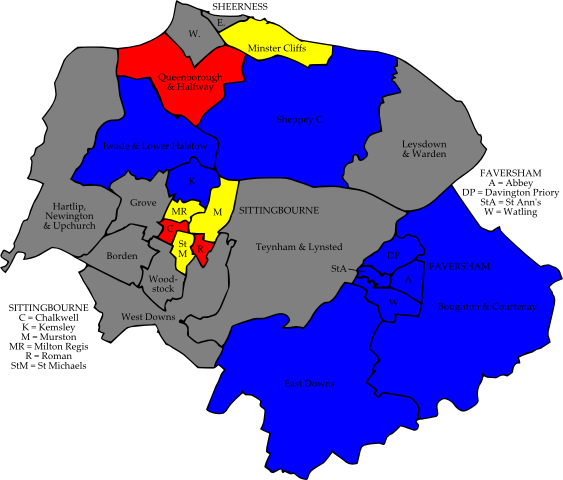 SHEERNESS
E.
W.
Minster Cliffs
Queenborough
& Halfway
Sheppey C.
Iwade & Lower Halstow
Leysdown
& Warden
FAVERSHAM
A = Abbey
DP = Davington Priory
StA = St Ann's
W = Watling
K
Grove
MR
M
SITTINGBOURNE
Hartlip,
Newington
& Upchurch
C
St
M
R
Teynham & Lynsted
Borden
DP
StA
FAVERSHAM
A
Wood-
stock
W
Boughton & Courtenay
West Downs
SITTINGBOURNE
C = Chalkwell
K = Kemsley
M = Murston
MR = Milton Regis
R = Roman
StM = St Michaels
East Downs